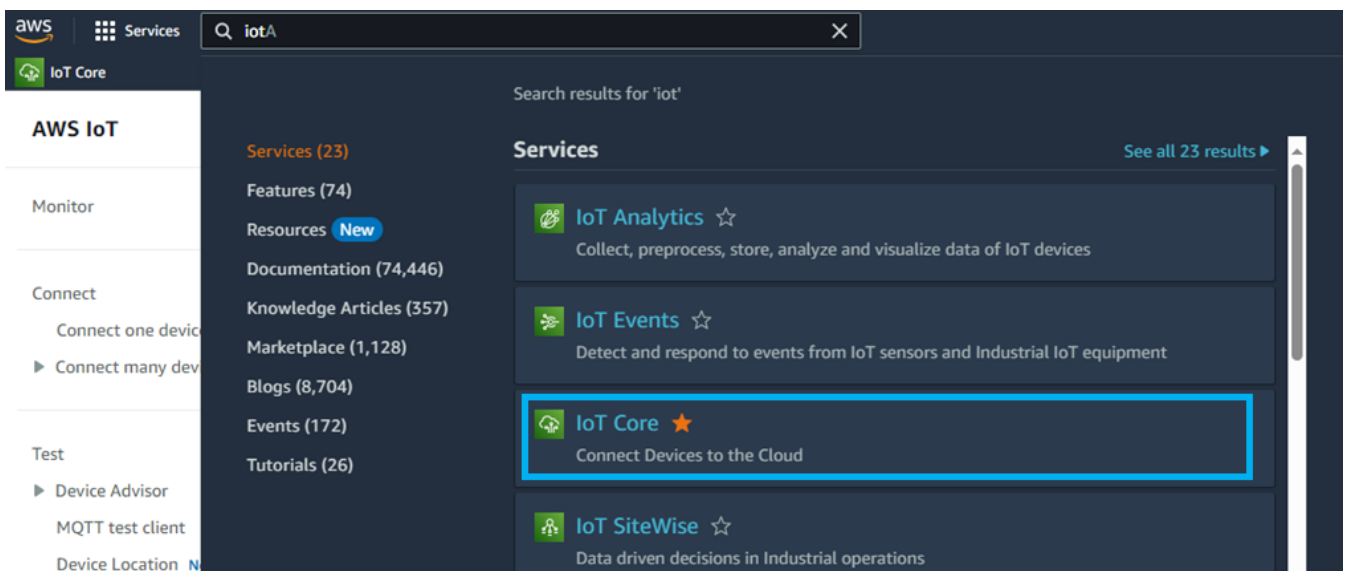 aws
Services
iotA
IoT Core
Search results for 'iot'
AWS IoT
Monitor
Connect
Connect one devic
Connect many dev
Test
Device Advisor
MQTT test client
Device Location N
Services (23)
Features (74)
Resources New
Documentation (74,446)
Knowledge Articles (357)
Marketplace (1,128)
Blogs (8,704)
Events (172)
Tutorials (26)
Services
See all 23 results
IoT Analytics
Collect, preprocess, store, analyze and visualize data of IoT devices
IoT Events
Detect and respond to events from IoT sensors and Industrial IoT equipment
IoT Core
Connect Devices to the Cloud
IoT SiteWise
Data driven decisions in Industrial operations